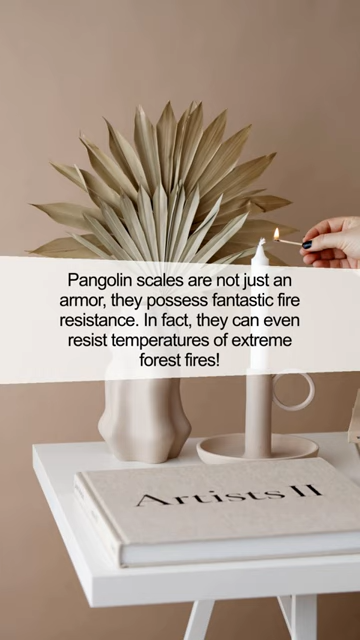 Pangolin scales are not just an
armor, they possess fantastic fire
resistance. In fact, they can even
resist temperatures of extreme
forest fires!
Artists II